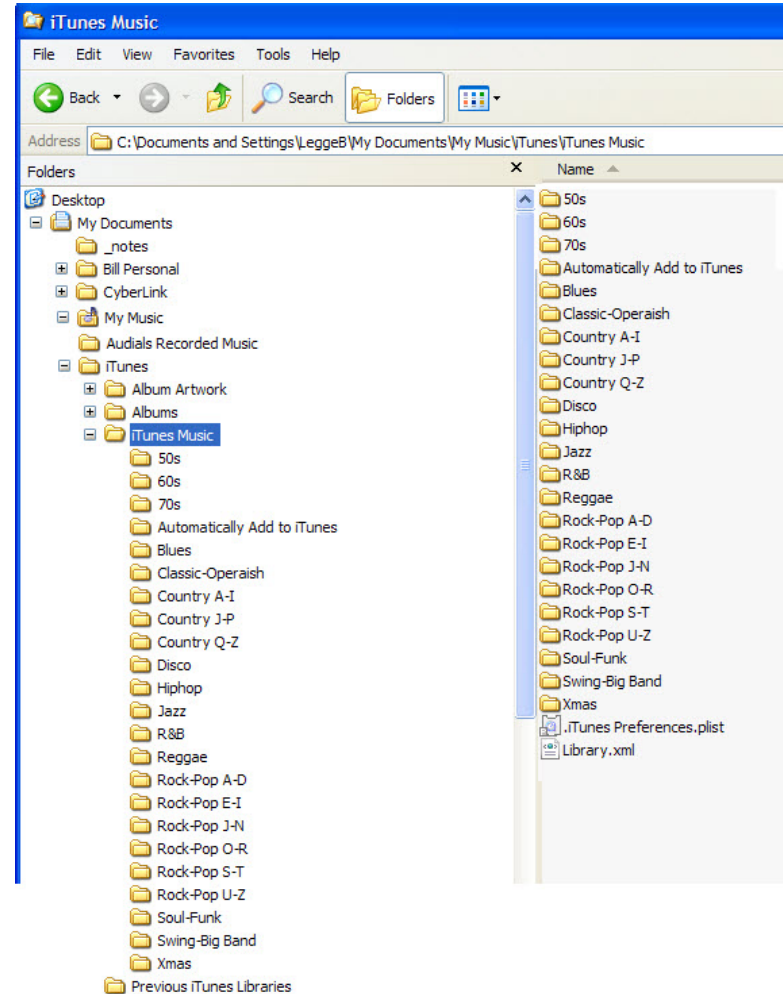 iTunes Music
File Edit View Favorites Tools Help
Back Search Folders
Address C:\Documents and Settings\LeggeB\My Documents\My Music\iTunes\iTunes Music
Folders
Desktop
My Documents
_notes
Bill Personal
CyberLink
My Music
Audials Recorded Music
iTunes
Album Artwork
Albums
iTunes Music
50s
60s
70s
Automatically Add to iTunes
Blues
Classic-Operaish
Country A-I
Country J-P
Country Q-Z
Disco
Hiphop
Jazz
R&B
Reggae
Rock-Pop A-D
Rock-Pop E-I
Rock-Pop J-N
Rock-Pop O-R
Rock-Pop S-T
Rock-Pop U-Z
Soul-Funk
Swing-Big Band
Xmas
Previous iTunes Libraries
Name
50s
60s
70s
Automatically Add to iTunes
Blues
Classic-Operaish
Country A-I
Country J-P
Country Q-Z
Disco
Hiphop
Jazz
R&B
Reggae
Rock-Pop A-D
Rock-Pop E-I
Rock-Pop J-N
Rock-Pop O-R
Rock-Pop S-T
Rock-Pop U-Z
Soul-Funk
Swing-Big Band
Xmas
.iTunes Preferences.plist
Library.xml